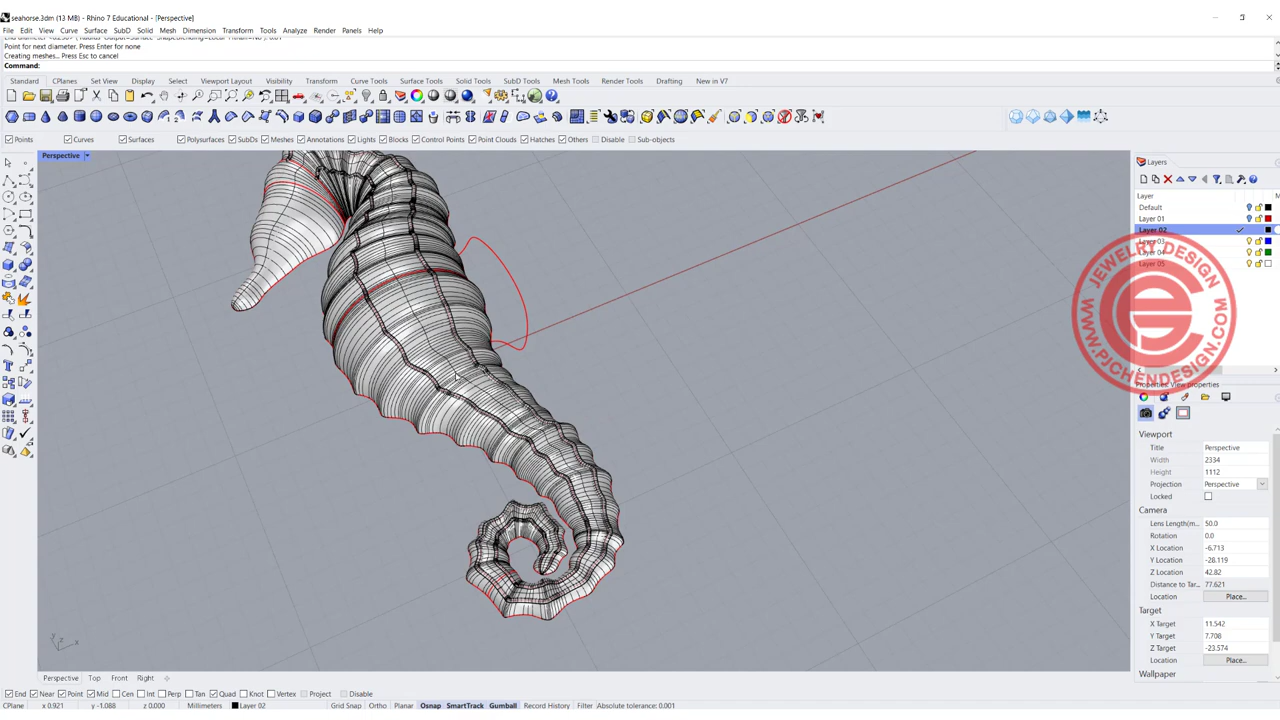 seahorse.3dm (13 MB) - Rhino 7 Educational - [Perspective]
File Edit View Curve Surface SubD Solid Mesh Dimension Transform Tools Analyze Render Panels Help
Point for next diameter. Press Enter for none
Creating meshes... Press Esc to cancel
Command:
Standard CPlanes Set View Display Select Viewport Layout Visibility Transform Curve Tools Surface Tools Solid Tools SubD Tools Mesh Tools Render Tools Drafting New in V7
Points Curves Surfaces Polysurfaces SubDs Meshes Annotations Lights Blocks Control Points Point Clouds Hatches Others Disable Sub-objects
Perspective
Layers
Layer
Default
Layer 01
Layer 02
Layer 03
JEWELRY DESIGN
WWW.PJCHENDESIGN.COM
Properties: View properties
Viewport
Title Perspective
Width 2334
Height 1112
Projection Perspective
Locked
Camera
Lens Length(m... 50.0
Rotation 0.0
X Location -6.713
Y Location -28.119
Z Location 42.82
Distance to Tar... 77.621
Location Place...
Target
X Target 11.542
Y Target 7.708
Z Target -23.574
Location Place...
Wallpaper
z
y
x
Perspective Top Front Right
End Near Point Mid Cen Int Perp Tan Quad Knot Vertex Project Disable
CPlane x 0.921 y -1.088 z 0.000 Millimeters Layer 02 Grid Snap Ortho Planar Osnap SmartTrack Gumball Record History Filter Absolute tolerance: 0.001